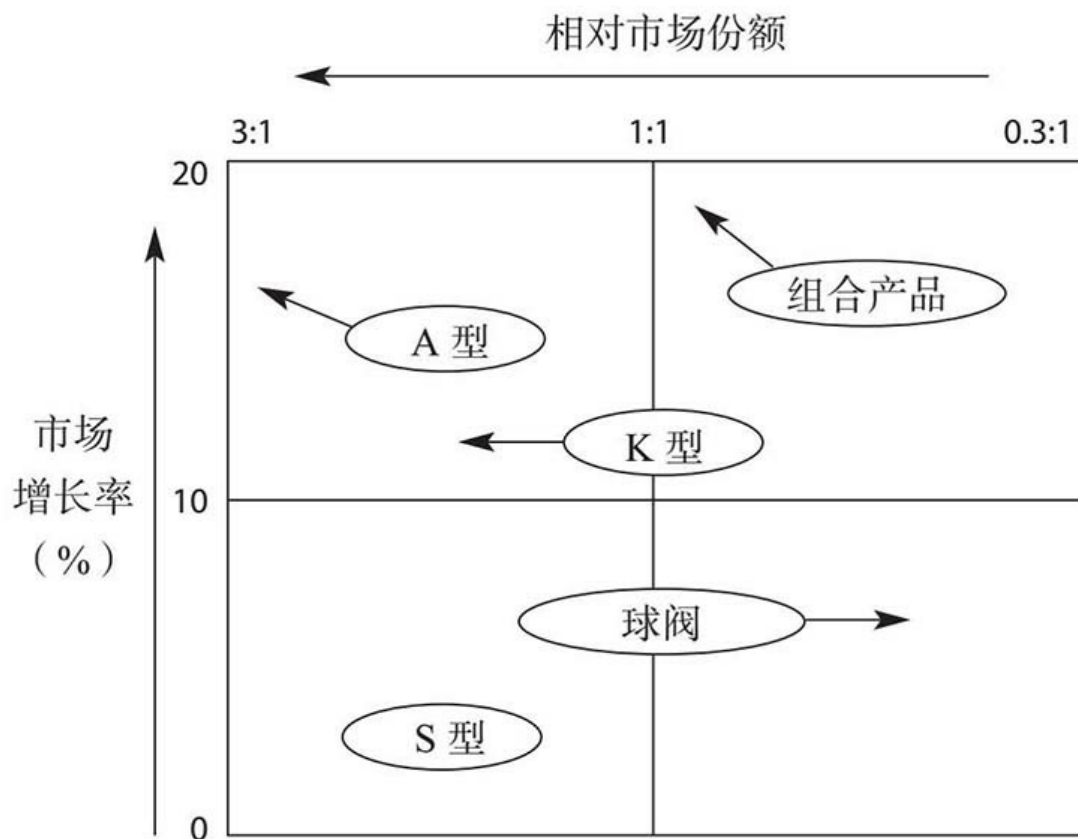 相对市场份额
3:1
1:1
0.3:1
20
组合产品
A 型
K 型
市场
增长率
（%）
10
球阀
S 型
0